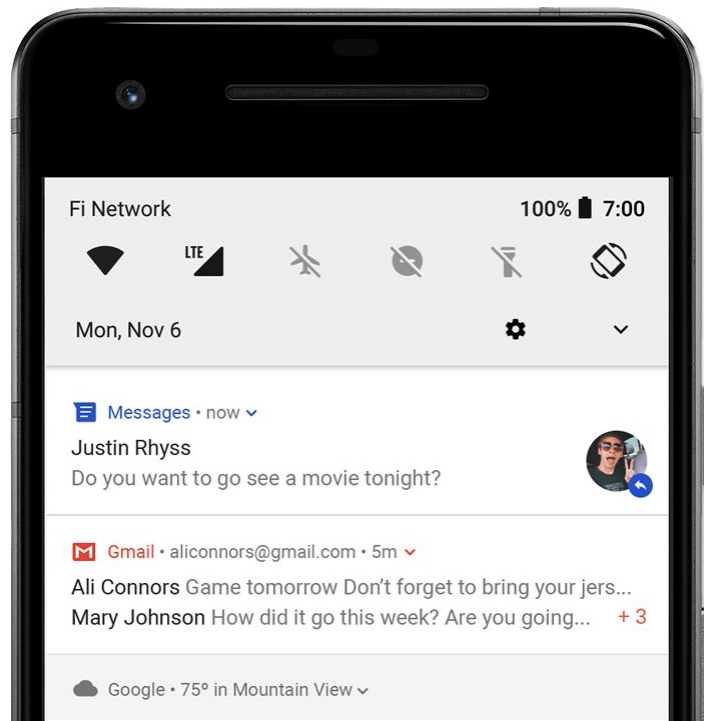 Fi Network 100% 7:00
LTE
Mon, Nov 6
Messages • now
Justin Rhyss
Do you want to go see a movie tonight?
Gmail • aliconnors@gmail.com • 5m
Ali Connors Game tomorrow Don’t forget to bring your jers...
Mary Johnson How did it go this week? Are you going... + 3
Google • 75º in Mountain View